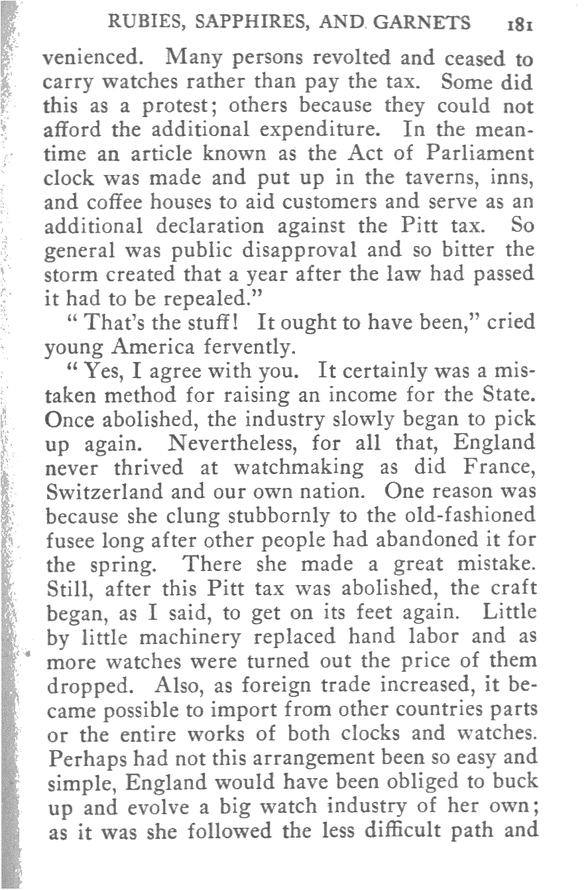 RUBIES, SAPPHIRES, AND GARNETS 181
venienced. Many persons revolted and ceased to
carry watches rather than pay the tax. Some did
this as a protest; others because they could not
afford the additional expenditure. In the mean-
time an article known as the Act of Parliament
clock was made and put up in the taverns, inns,
and coffee houses to aid customers and serve as an
additional declaration against the Pitt tax. So
general was public disapproval and so bitter the
storm created that a year after the law had passed
it had to be repealed.”
“ That’s the stuff! It ought to have been,” cried
young America fervently.
“ Yes, I agree with you. It certainly was a mis-
taken method for raising an income for the State.
Once abolished, the industry slowly began to pick
up again. Nevertheless, for all that, England
never thrived at watchmaking as did France,
Switzerland and our own nation. One reason was
because she clung stubbornly to the old-fashioned
fusee long after other people had abandoned it for
the spring. There she made a great mistake.
Still, after this Pitt tax was abolished, the craft
began, as I said, to get on its feet again. Little
by little machinery replaced hand labor and as
more watches were turned out the price of them
dropped. Also, as foreign trade increased, it be-
came possible to import from other countries parts
or the entire works of both clocks and watches.
Perhaps had not this arrangement been so easy and
simple, England would have been obliged to buck
up and evolve a big watch industry of her own;
as it was she followed the less difficult path and